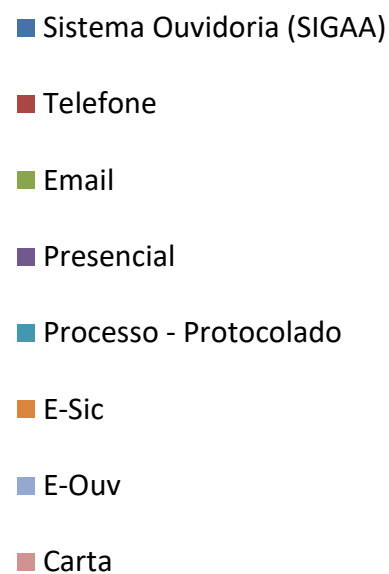 Sistema Ouvidoria (SIGAA)
Telefone
Email
Presencial
Processo - Protocolado
E-Sic
E-Ouv
Carta